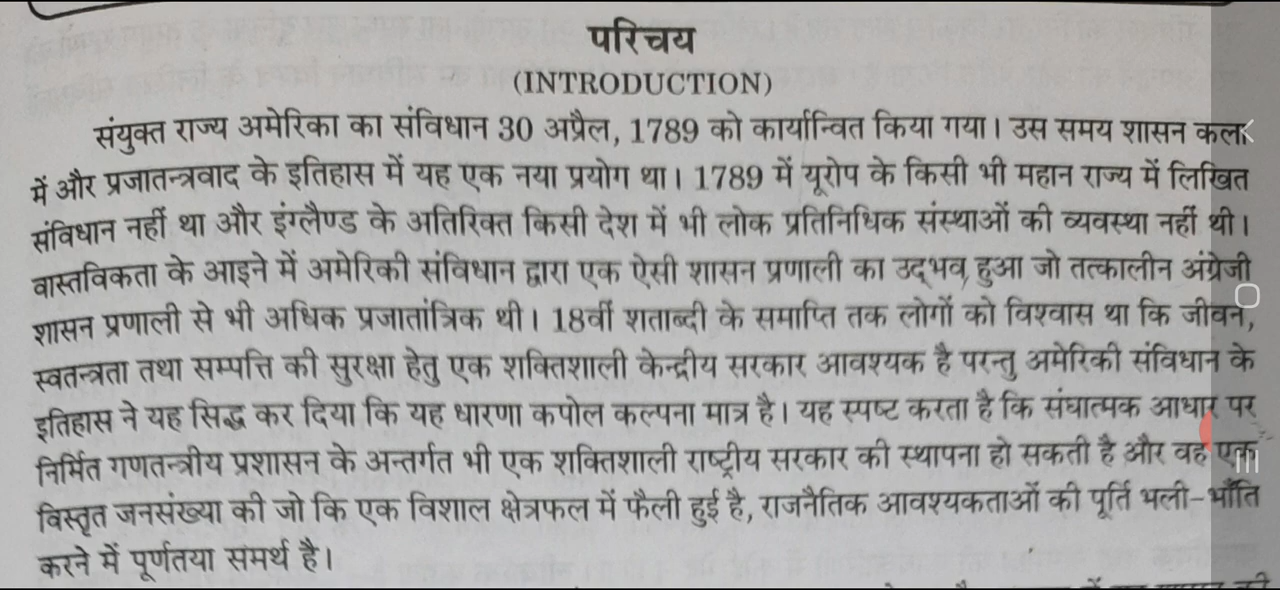 परिचय
(INTRODUCTION)
संयुक्त राज्य अमेरिका का संविधान 30 अप्रैल, 1789 को कार्यान्वित किया गया। उस समय शासन कला
में और प्रजातन्त्रवाद के इतिहास में यह एक नया प्रयोग था। 1789 में यूरोप के किसी भी महान राज्य में लिखित
संविधान नहीं था और इंग्लैण्ड के अतिरिक्त किसी देश में भी लोक प्रतिनिधिक संस्थाओं की व्यवस्था नहीं थी।
वास्तविकता के आइने में अमेरिकी संविधान द्वारा एक ऐसी शासन प्रणाली का उद्भव हुआ जो तत्कालीन अंग्रेजी
शासन प्रणाली से भी अधिक प्रजातांत्रिक थी। 18वीं शताब्दी के समाप्ति तक लोगों को विश्वास था कि जीवन,
स्वतन्त्रता तथा सम्पत्ति की सुरक्षा हेतु एक शक्तिशाली केन्द्रीय सरकार आवश्यक है परन्तु अमेरिकी संविधान के
इतिहास ने यह सिद्ध कर दिया कि यह धारणा कपोल कल्पना मात्र है। यह स्पष्ट करता है कि संघात्मक आधार पर
निर्मित गणतन्त्रीय प्रशासन के अन्तर्गत भी एक शक्तिशाली राष्ट्रीय सरकार की स्थापना हो सकती है और वह एक
विस्तृत जनसंख्या की जो कि एक विशाल क्षेत्रफल में फैली हुई है, राजनैतिक आवश्यकताओं की पूर्ति भली-भाँति
करने में पूर्णतया समर्थ है।